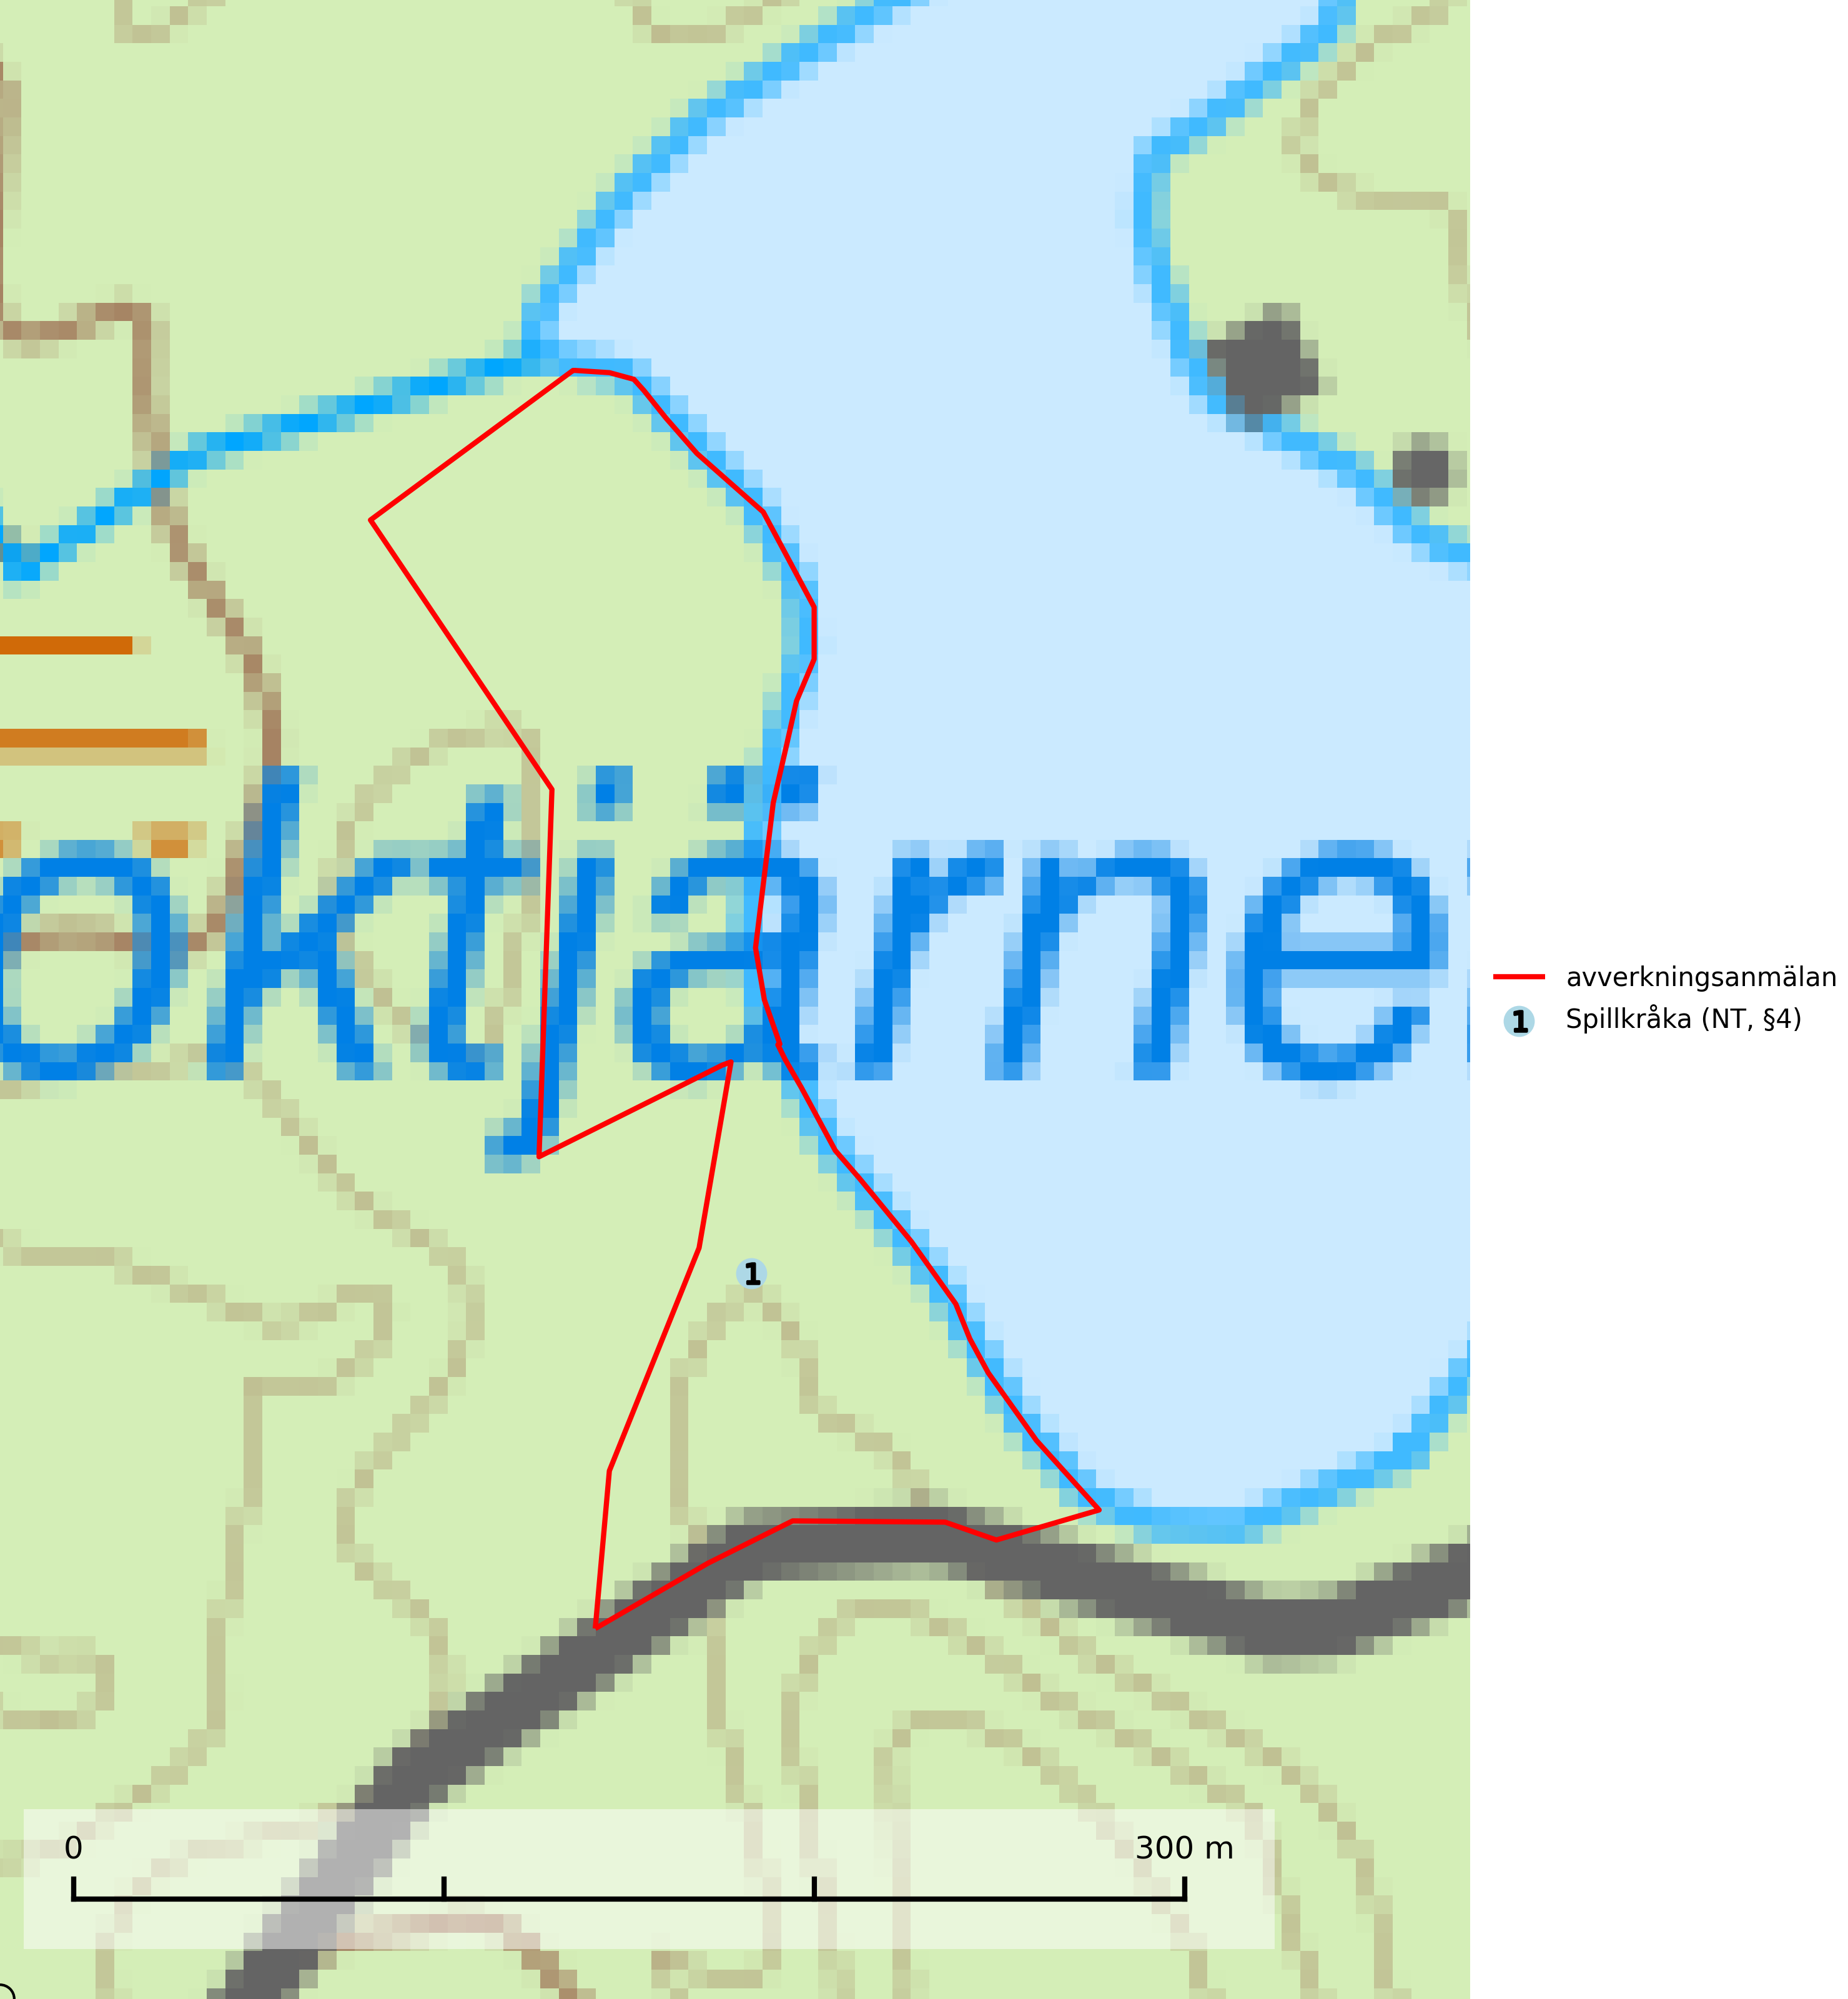 oktjärne
1
0 300 m
avverkningsanmälan
1 Spillkråka (NT, §4)